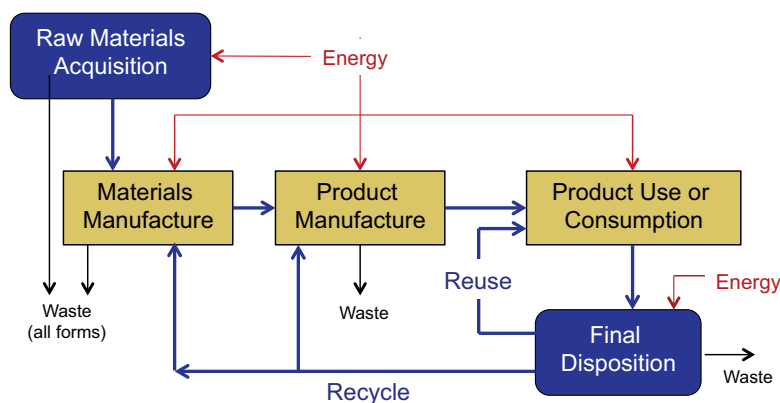 Raw Materials
Acquisition
Energy
Materials
Manufacture
Product
Manufacture
Product Use or
Consumption
Reuse
Energy
Waste
(all forms)
Waste
Final
Disposition
Waste
Recycle